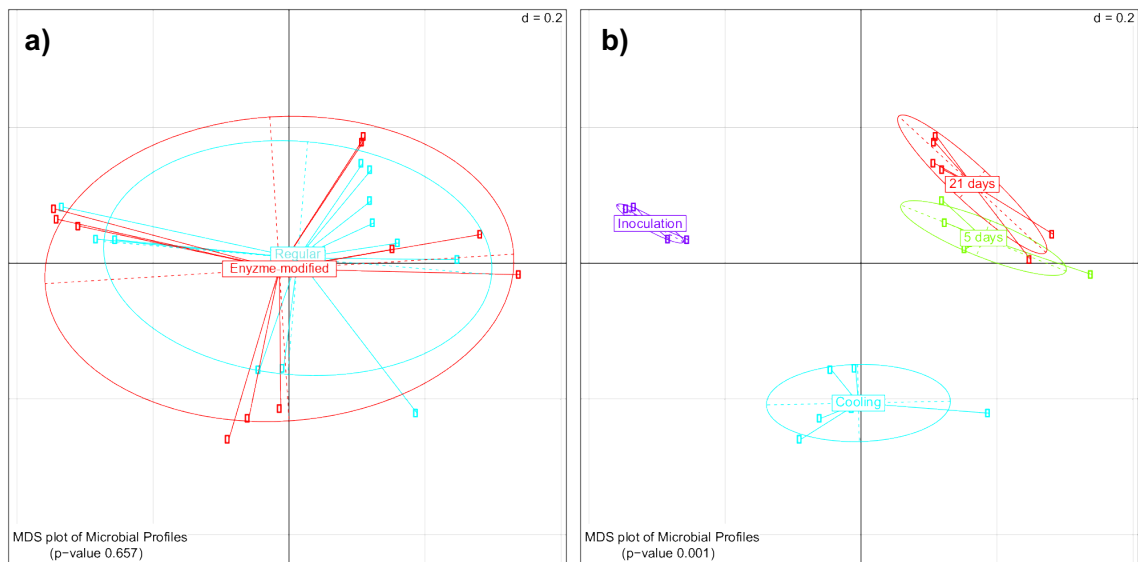 a)
d = 0.2
Regular
Enyzme modified
MDS plot of Microbial Profiles
(p-value 0.657)
b)
d = 0.2
21 days
Inoculation
5 days
Cooling
MDS plot of Microbial Profiles
(p-value 0.001)